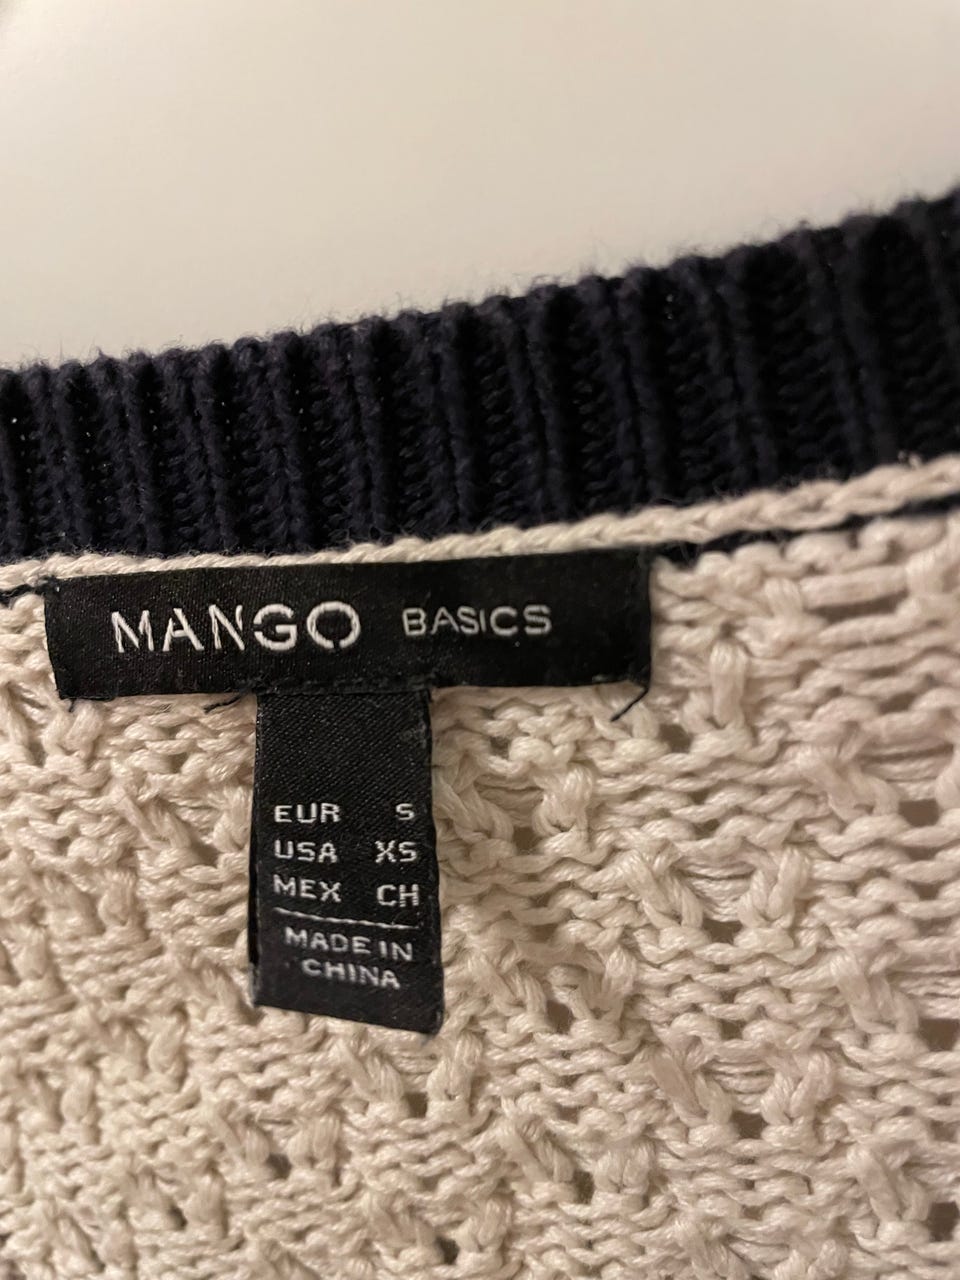 MANGO BASICS
EUR S
USA XS
MEX CH
MADE IN
CHINA